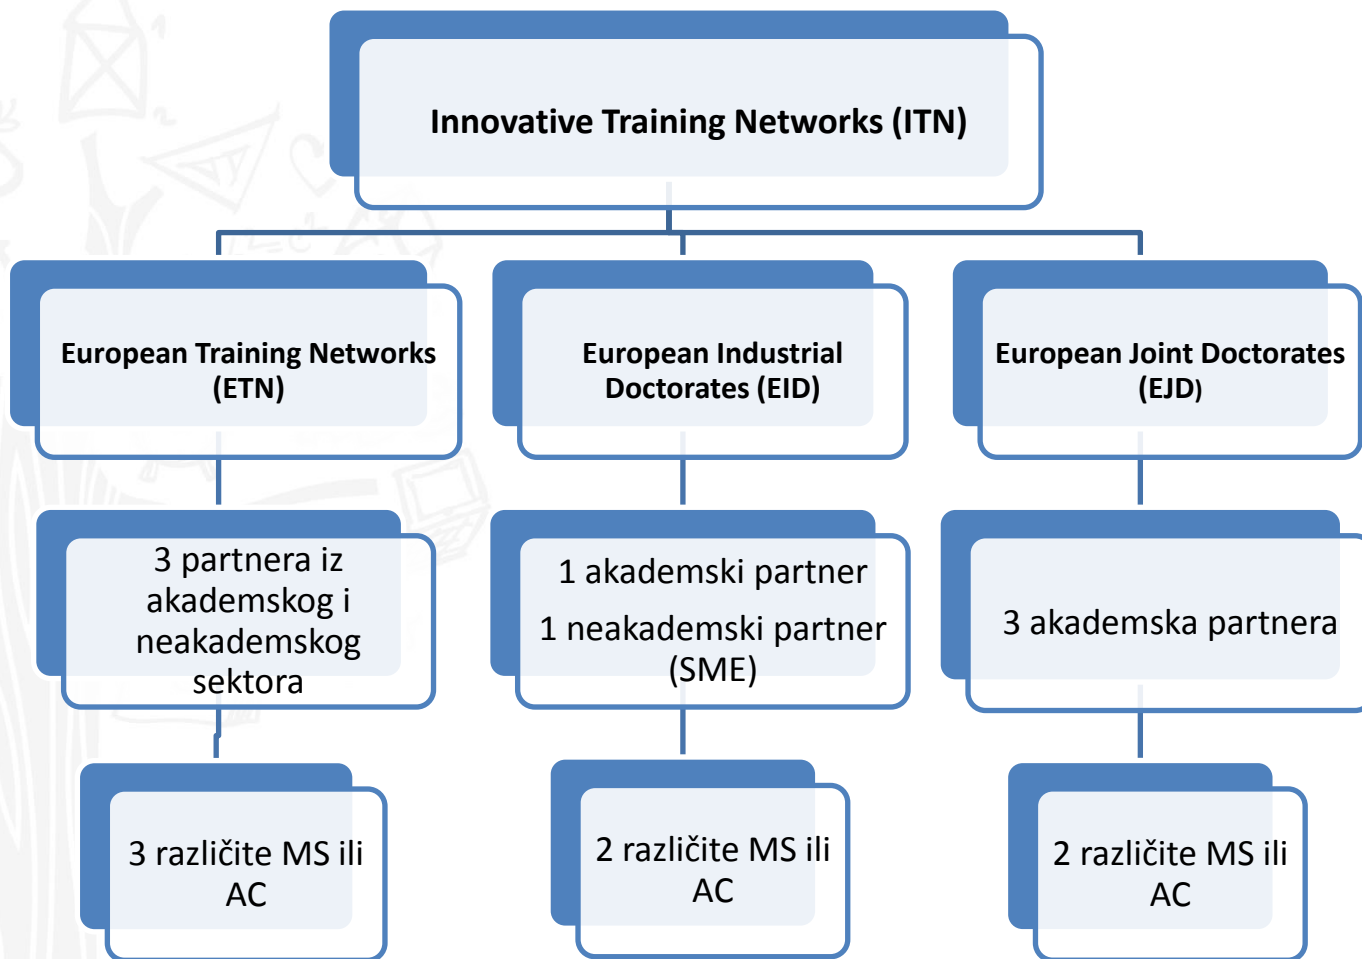 Innovative Training Networks (ITN)
European Training Networks
(ETN)
European Industrial
Doctorates (EID)
European Joint Doctorates
(EJD)
3 partnera iz
akademskog i
neakademskog
sektora
1 akademski partner
1 neakademski partner
(SME)
3 akademska partnera
3 različite MS ili
AC
2 različite MS ili
AC
2 različite MS ili
AC